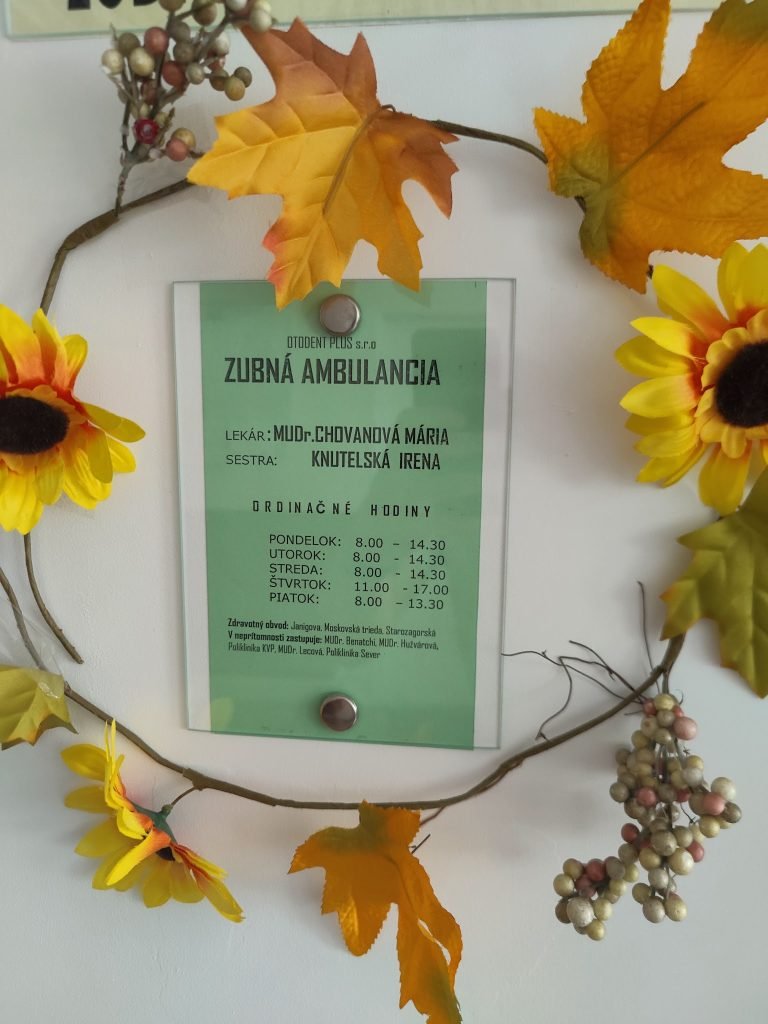 OTODENT PLUS s.r.o
ZUBNÁ AMBULANCIA
LEKÁR: MUDr.CHOVANOVÁ MÁRIA
SESTRA: KNUTELSKÁ IRENA
ORDINAČNÉ HODINY
PONDELOK: 8.00 – 14.30
UTOROK: 8.00 - 14.30
STREDA: 8.00 - 14.30
ŠTVRTOK: 11.00 - 17.00
PIATOK: 8.00 – 13.30
Zdravotný obvod: Janigova, Moskovská trieda, Starozagorská
V neprítomnosti zastupuje: MUDr. Benatchi, MUDr. Hužvárová,
Poliklinika KVP, MUDr. Lecová, Poliklinika Sever